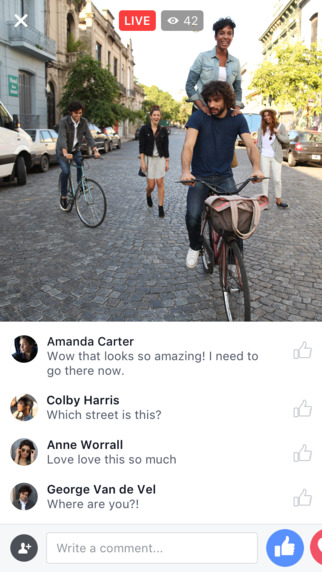 LIVE 42
Amanda Carter
Wow that looks so amazing! I need to
go there now.
Colby Harris
Which street is this?
Anne Worrall
Love love this so much
George Van de Vel
Where are you?!
Write a comment...